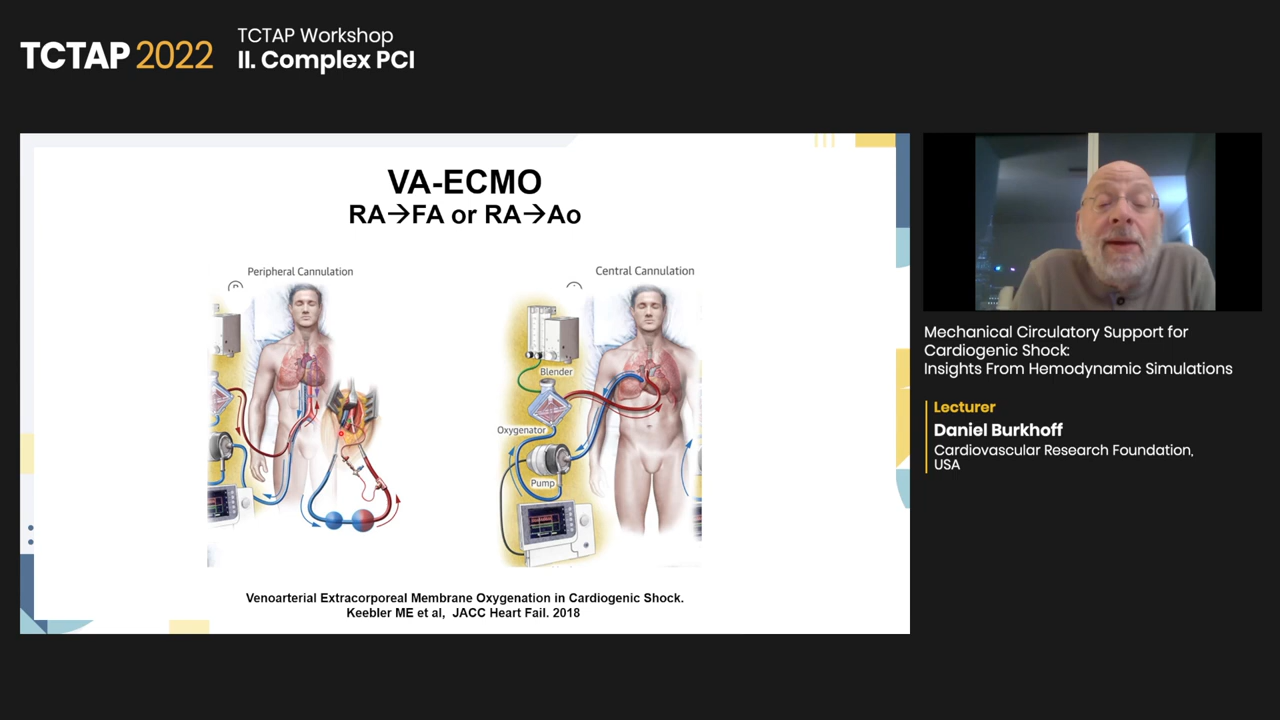 TCTAP 2022
TCTAP Workshop
II. Complex PCI
VA-ECMO
RA→FA or RA→Ao
Peripheral Cannulation
Central Cannulation
Blender
Oxygenator
Pump
Venoarterial Extracorporeal Membrane Oxygenation in Cardiogenic Shock.
Keebler ME et al, JACC Heart Fail. 2018
Mechanical Circulatory Support for
Cardiogenic Shock:
Insights From Hemodynamic Simulations
Lecturer
Daniel Burkhoff
Cardiovascular Research Foundation,
USA